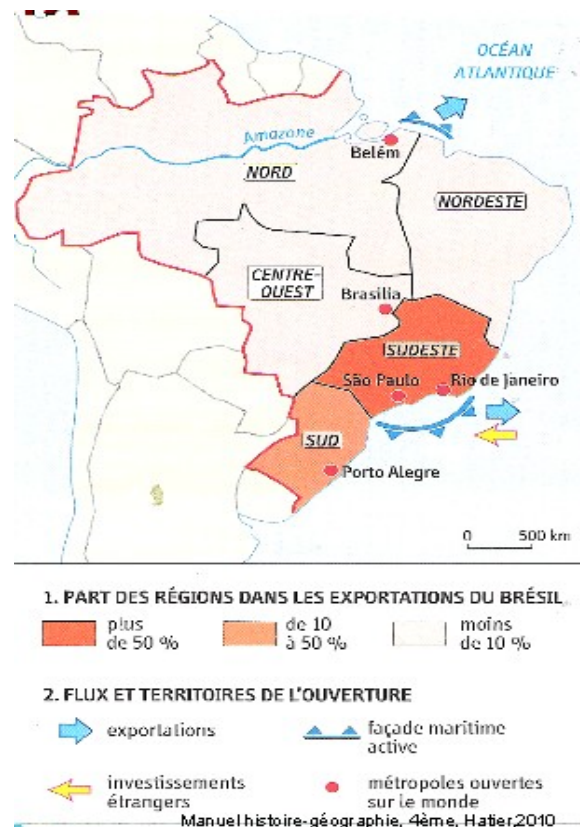 OCÉAN
ATLANTIQUE
Amazone
Belém
NORD
NORDESTE
CENTRE-
OUEST
Brasilia
SUDESTE
São Paulo
Rio de Janeiro
SUD
Porto Alegre
0 500 km
1. PART DES RÉGIONS DANS LES EXPORTATIONS DU BRÉSIL
plus
de 50 %
de 10
à 50 %
moins
de 10 %
2. FLUX ET TERRITOIRES DE L'OUVERTURE
exportations
façade maritime
active
investissements
étrangers
métropoles ouvertes
sur le monde
Manuel histoire-géographie, 4ème, Hatier,2010